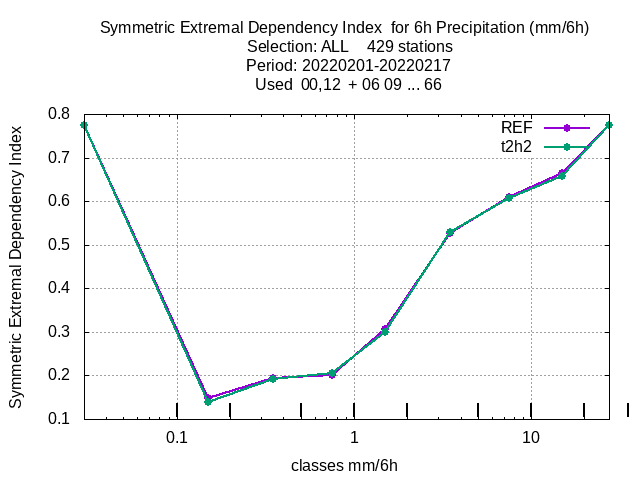 Symmetric Extremal Dependency Index  for 6h Precipitation (mm/6h)
Selection: ALL    429 stations
Period: 20220201-20220217
Used  00,12  + 06 09 ... 66
REF
t2h2
0.8
0.7
0.6
0.5
0.4
0.3
0.2
0.1
Symmetric Extremal Dependency Index
0.1 1 10
classes mm/6h